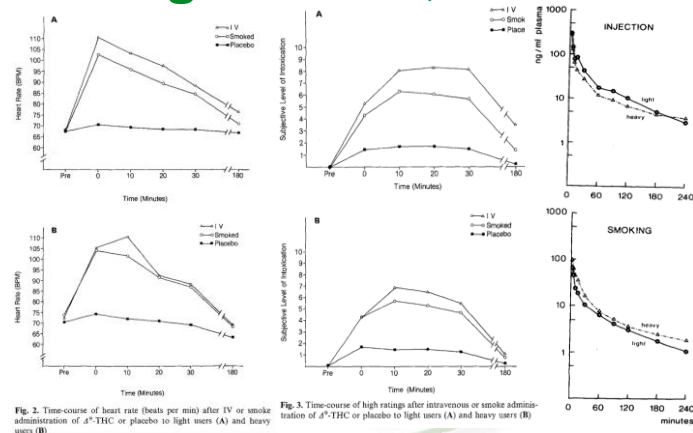 A
I V
Smoked
Placebo
Heart Rate (BPM)
110
105
100
95
90
85
80
75
70
65
60
Pre
0
10
20
30
180
Time (Minutes)
B
I V
Smoked
Placebo
Heart Rate (BPM)
110
105
100
95
90
85
80
75
70
65
60
Pre
0
10
20
30
180
Time (Minutes)
Fig. 2. Time-course of heart rate (beats per min) after IV or smoke
administration of Δ⁹-THC or placebo to light users (A) and heavy
users (B)
A
I V
Smok
Place
Subjective Level of Intoxication
10
9
8
7
6
5
4
3
2
1
0
Pre
0
10
20
30
180
Time (Minutes)
B
I V
Smoked
Placebo
Subjective Level of Intoxication
10
9
8
7
6
5
4
3
2
1
0
Pre
0
10
20
30
180
Time (Minutes)
Fig. 3. Time-course of high ratings after intravenous or smoke adminis-
tration of Δ⁹-THC or placebo to light users (A) and heavy users (B)
INJECTION
ng/ml plasma
1000
100
10
1
light
heavy
0
60
120
180
240
SMOKING
1000
100
10
1
heavy
light
0
60
120
180
240
minutes